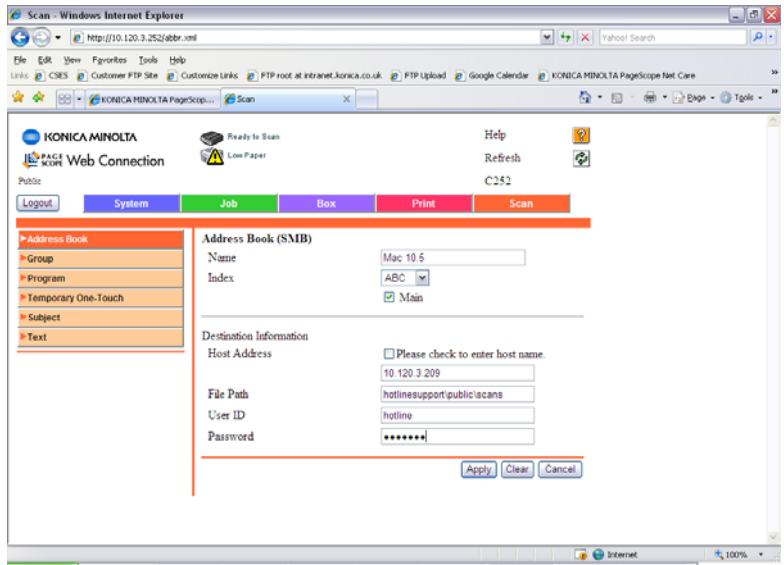 Scan - Windows Internet Explorer
http://10.120.3.252/abbr.xml
Yahoo! Search
File Edit View Favorites Tools Help
Links CSES Customer FTP Site Customize Links FTP root at intranet.konica.co.uk FTP Upload Google Calendar KONICA MINOLTA PageScope Net Care
KONICA MINOLTA PageScop... Scan Page Tools
KONICA MINOLTA Ready to Scan Help
PAGE SCOPE Web Connection Low Paper Refresh
Public C252
Logout System Job Box Print Scan
Address Book Address Book (SMB)
Group Name Mac 10.5
Program Index ABC
Temporary One-Touch Main
Subject
Text Destination Information
Host Address Please check to enter host name.
10.120.3.209
File Path hotlinesupport\public\scans
User ID hotline
Password •••••••
Apply Clear Cancel
Internet 100%